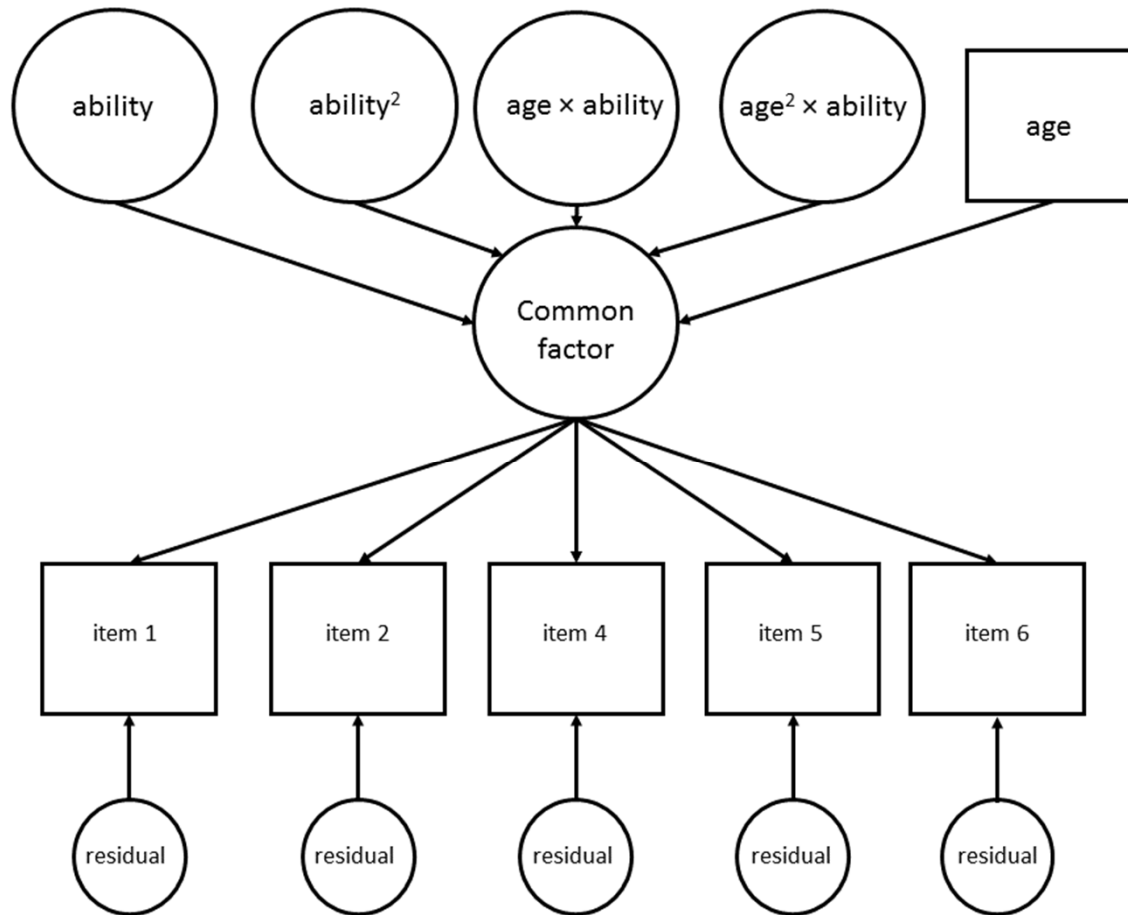 ability
ability²
age × ability
age² × ability
age
Common
factor
item 1
item 2
item 4
item 5
item 6
residual
residual
residual
residual
residual